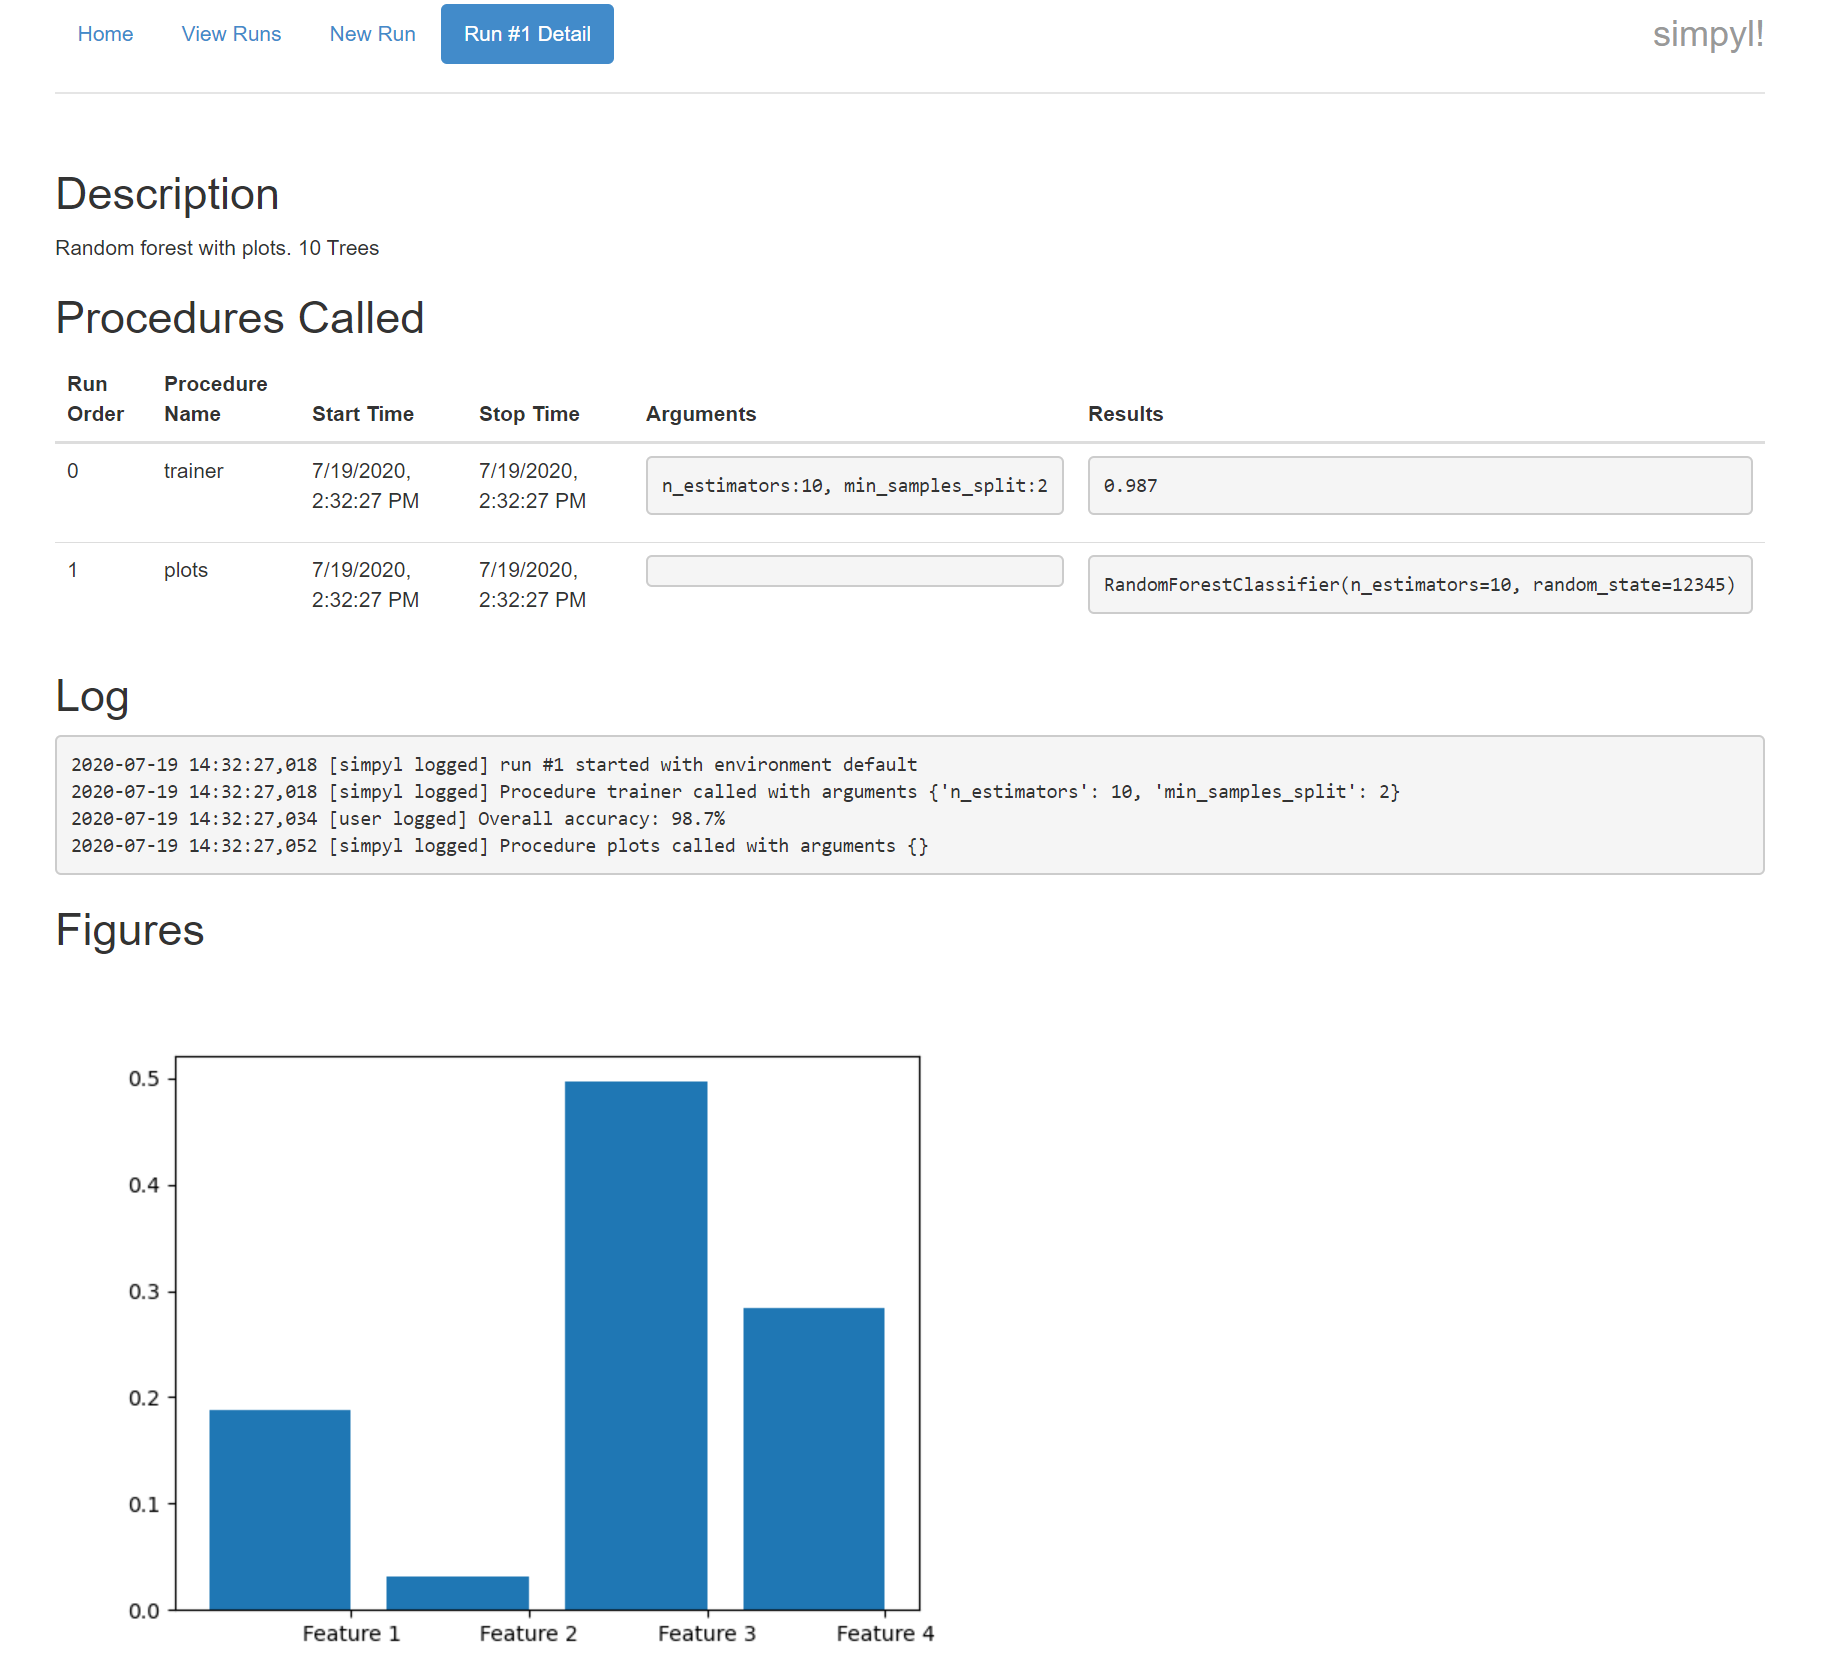 Home View Runs New Run Run #1 Detail simpyl!
Description
Random forest with plots. 10 Trees
Procedures Called
Run Order Procedure Name Start Time Stop Time Arguments Results
0 trainer 7/19/2020, 2:32:27 PM 7/19/2020, 2:32:27 PM n_estimators:10, min_samples_split:2 0.987
1 plots 7/19/2020, 2:32:27 PM 7/19/2020, 2:32:27 PM RandomForestClassifier(n_estimators=10, random_state=12345)
Log
2020-07-19 14:32:27,018 [simpyl logged] run #1 started with environment default
2020-07-19 14:32:27,018 [simpyl logged] Procedure trainer called with arguments {'n_estimators': 10, 'min_samples_split': 2}
2020-07-19 14:32:27,034 [user logged] Overall accuracy: 98.7%
2020-07-19 14:32:27,052 [simpyl logged] Procedure plots called with arguments {}
Figures
0.5
0.4
0.3
0.2
0.1
0.0
Feature 1 Feature 2 Feature 3 Feature 4